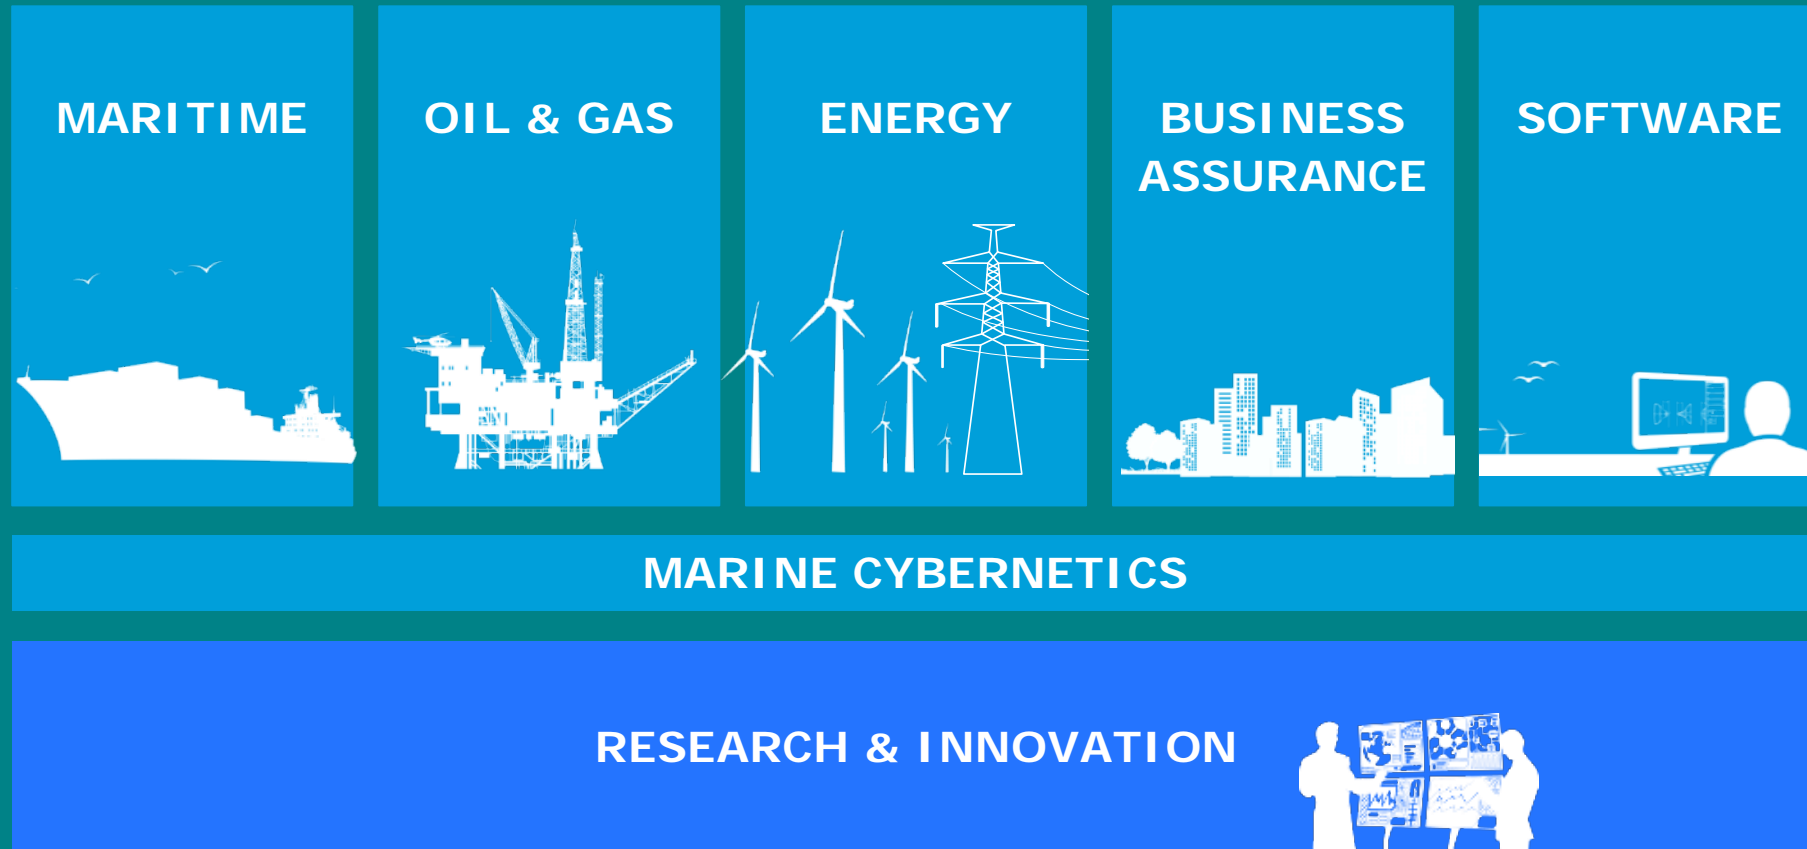 MARITIME
OIL & GAS
ENERGY
BUSINESS
ASSURANCE
SOFTWARE
MARINE CYBERNETICS
RESEARCH & INNOVATION